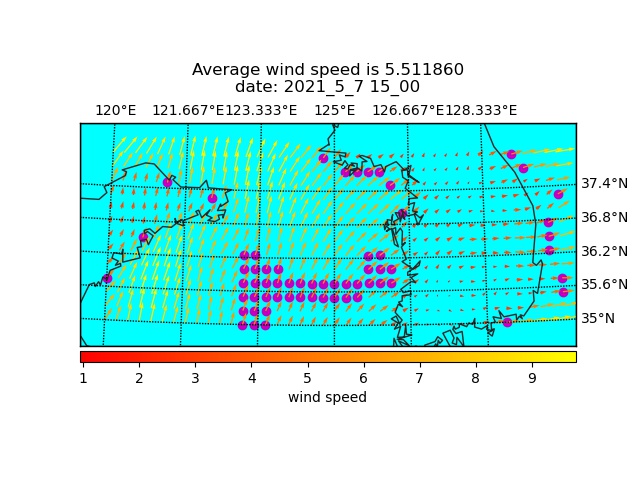 Average wind speed is 5.511860
date: 2021_5_7 15_00
120°E 121.667°E 123.333°E 125°E 126.667°E 128.333°E
37.4°N
36.8°N
36.2°N
35.6°N
35°N
1 2 3 4 5 6 7 8 9
wind speed